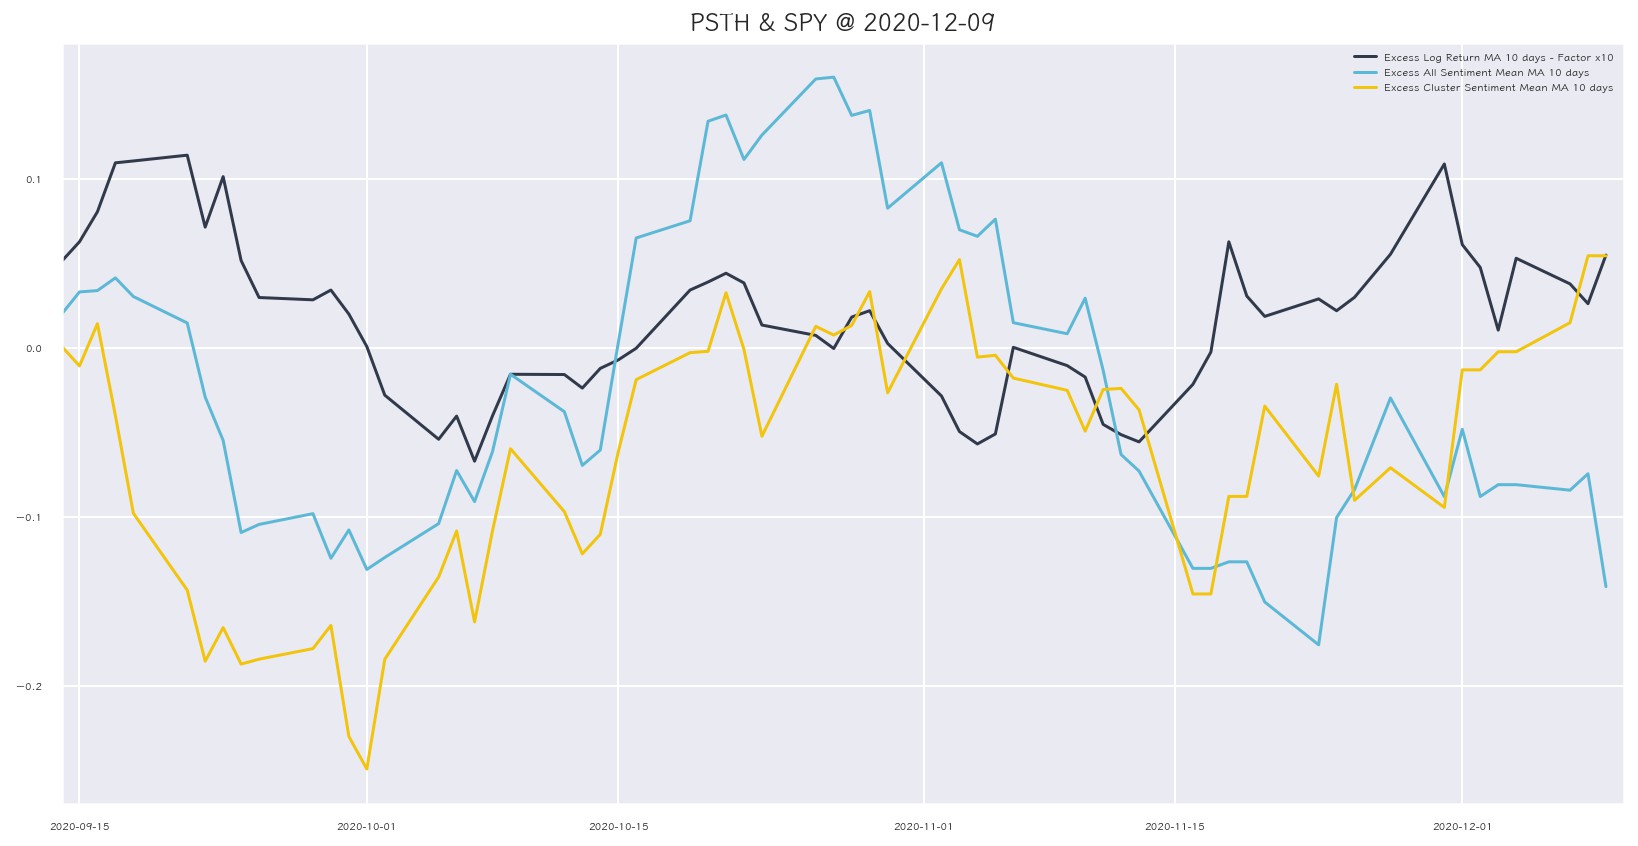 PSTH & SPY @ 2020-12-09
Excess Log Return MA 10 days - Factor x10
Excess All Sentiment Mean MA 10 days
Excess Cluster Sentiment Mean MA 10 days
0.1
0.0
−0.1
−0.2
2020-09-15
2020-10-01
2020-10-15
2020-11-01
2020-11-15
2020-12-01